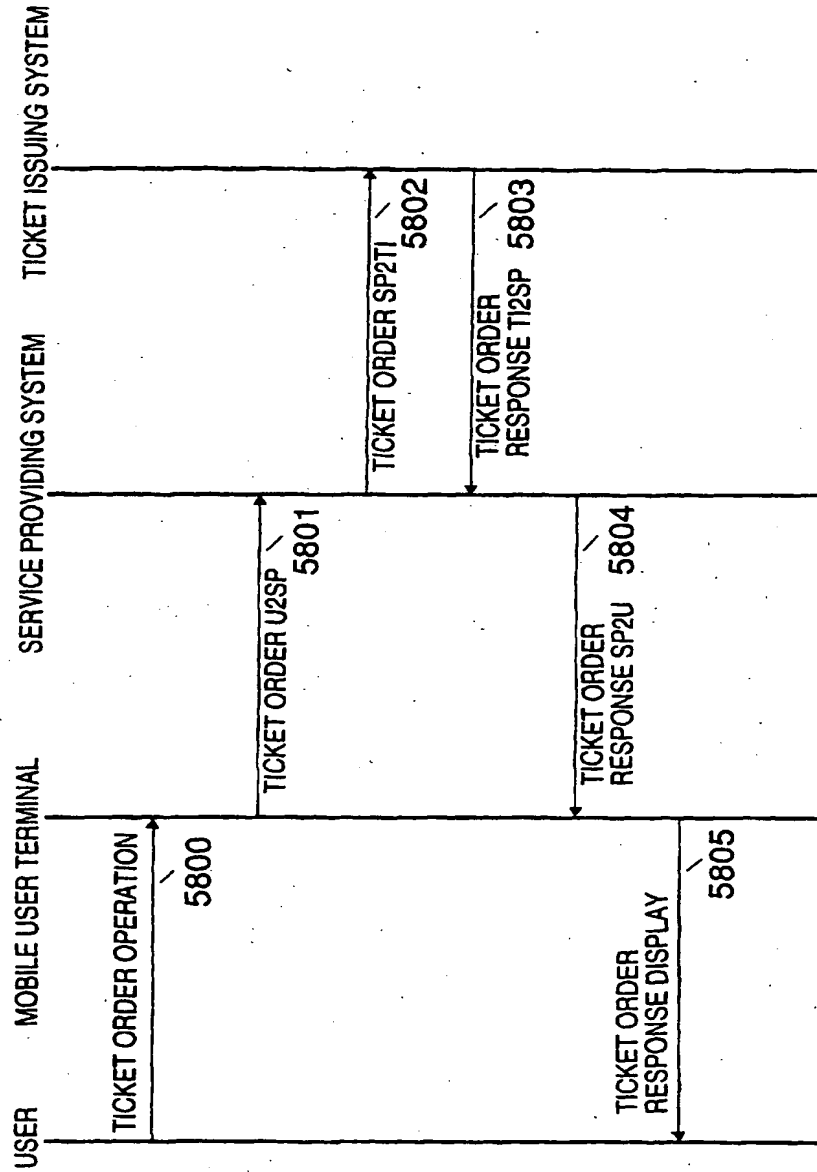 USER
MOBILE USER TERMINAL
SERVICE PROVIDING SYSTEM
TICKET ISSUING SYSTEM
TICKET ORDER OPERATION
5800
TICKET ORDER U2SP
5801
TICKET ORDER SP2TI
5802
TICKET ORDER
RESPONSE TI2SP
5803
TICKET ORDER
RESPONSE SP2U
5804
TICKET ORDER
RESPONSE DISPLAY
5805